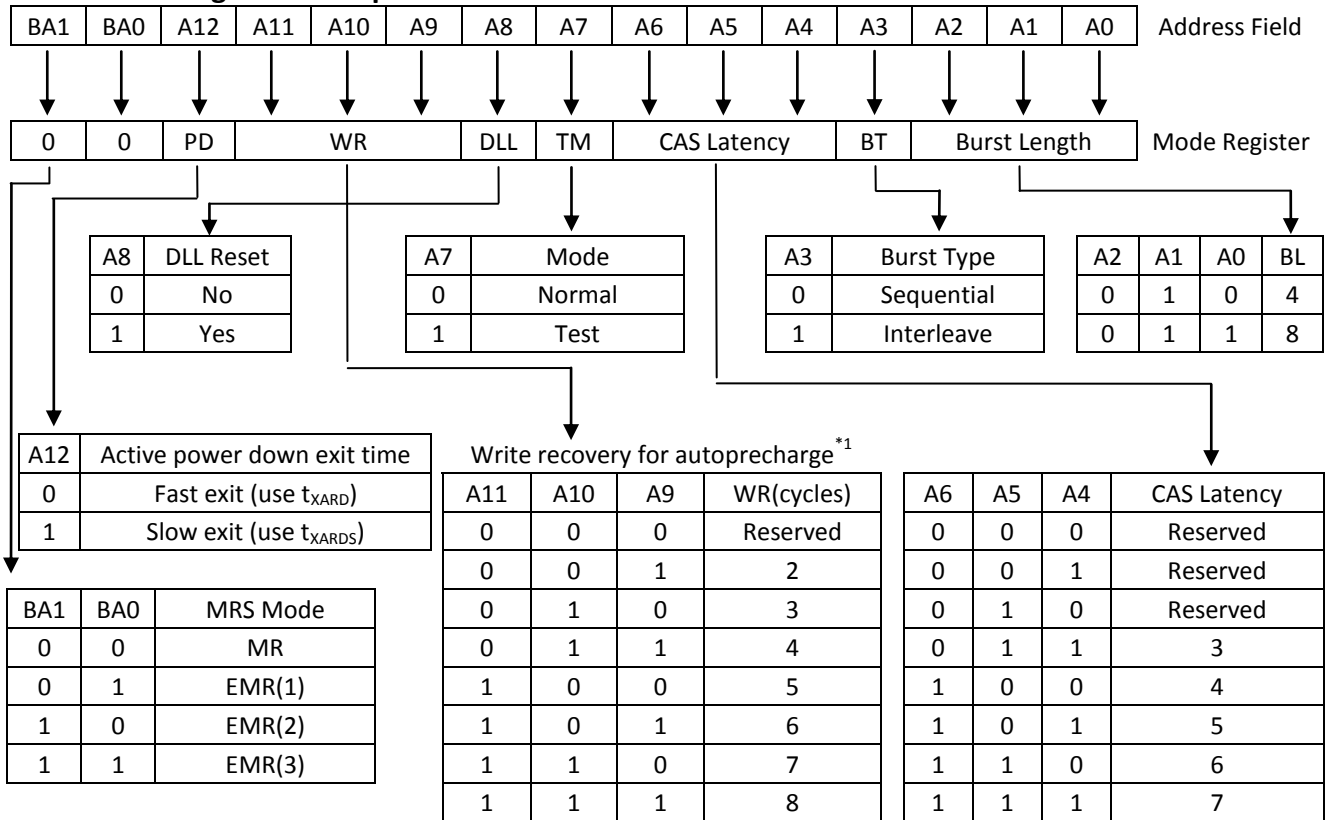 BA1 BA0 A12 A11 A10 A9 A8 A7 A6 A5 A4 A3 A2 A1 A0 Address Field
0 0 PD WR DLL TM CAS Latency BT Burst Length Mode Register
A8 DLL Reset
0 No
1 Yes
A7 Mode
0 Normal
1 Test
A3 Burst Type
0 Sequential
1 Interleave
A2 A1 A0 BL
0 1 0 4
0 1 1 8
A12 Active power down exit time
0 Fast exit (use tXARD)
1 Slow exit (use tXARDS)
BA1 BA0 MRS Mode
0 0 MR
0 1 EMR(1)
1 0 EMR(2)
1 1 EMR(3)
Write recovery for autoprecharge*1
A11 A10 A9 WR(cycles)
0 0 0 Reserved
0 0 1 2
0 1 0 3
0 1 1 4
1 0 0 5
1 0 1 6
1 1 0 7
1 1 1 8
A6 A5 A4 CAS Latency
0 0 0 Reserved
0 0 1 Reserved
0 1 0 Reserved
0 1 1 3
1 0 0 4
1 0 1 5
1 1 0 6
1 1 1 7